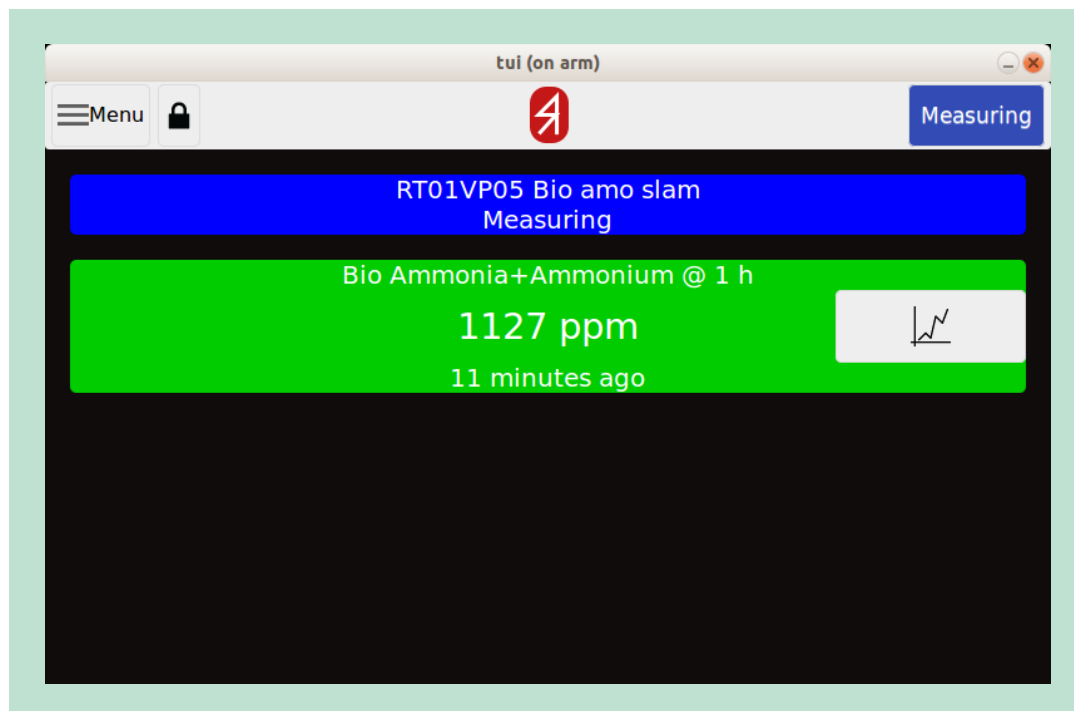 tui (on arm)
Menu
Measuring
RT01VP05 Bio amo slam
Measuring
Bio Ammonia+Ammonium @ 1 h
1127 ppm
11 minutes ago